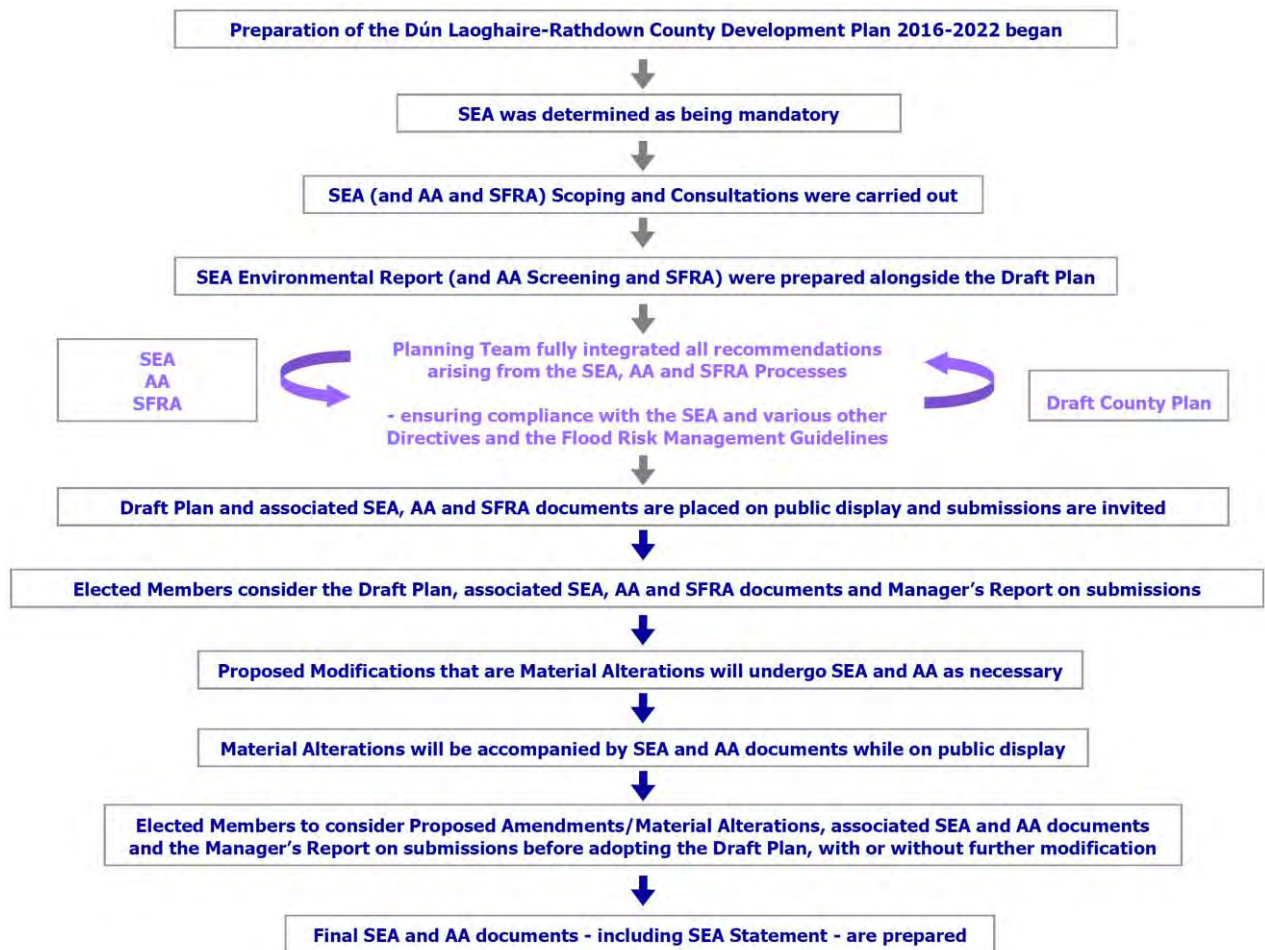 Preparation of the Dún Laoghaire-Rathdown County Development Plan 2016-2022 began
SEA was determined as being mandatory
SEA (and AA and SFRA) Scoping and Consultations were carried out
SEA Environmental Report (and AA Screening and SFRA) were prepared alongside the Draft Plan
SEA
AA
SFRA
Planning Team fully integrated all recommendations
arising from the SEA, AA and SFRA Processes
- ensuring compliance with the SEA and various other
Directives and the Flood Risk Management Guidelines
Draft County Plan
Draft Plan and associated SEA, AA and SFRA documents are placed on public display and submissions are invited
Elected Members consider the Draft Plan, associated SEA, AA and SFRA documents and Manager's Report on submissions
Proposed Modifications that are Material Alterations will undergo SEA and AA as necessary
Material Alterations will be accompanied by SEA and AA documents while on public display
Elected Members to consider Proposed Amendments/Material Alterations, associated SEA and AA documents
and the Manager's Report on submissions before adopting the Draft Plan, with or without further modification
Final SEA and AA documents - including SEA Statement - are prepared